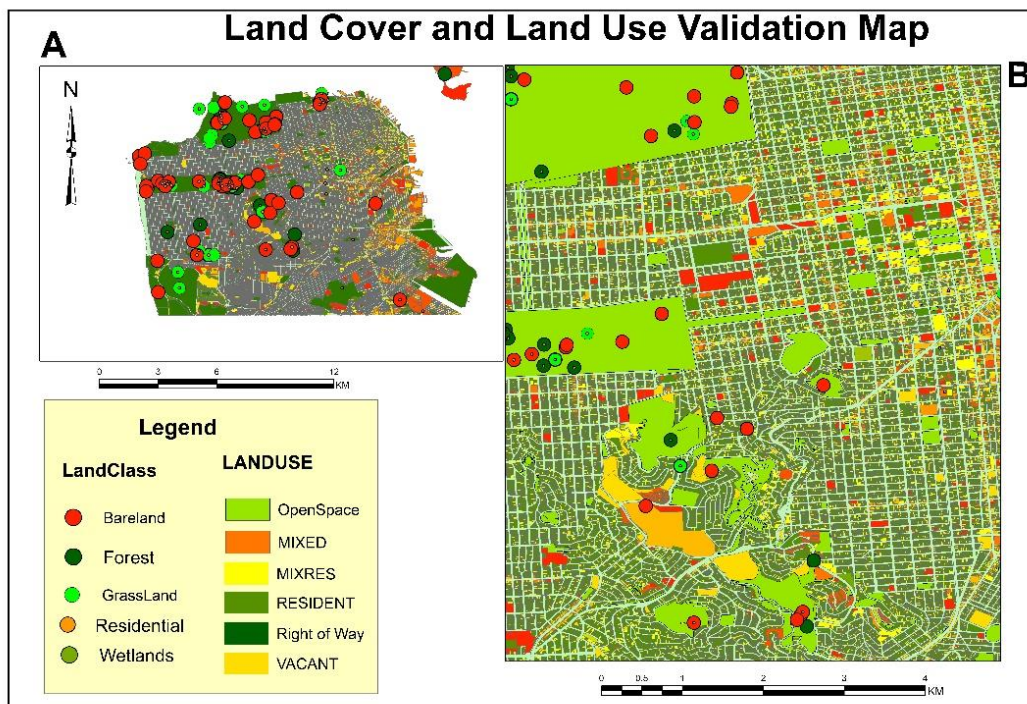 Land Cover and Land Use Validation Map
A
B
N
0 3 6 12
KM
Legend
LandClass
Bareland
Forest
GrassLand
Residential
Wetlands
LANDUSE
OpenSpace
MIXED
MIXRES
RESIDENT
Right of Way
VACANT
0 0.5 1 2 3 4
KM